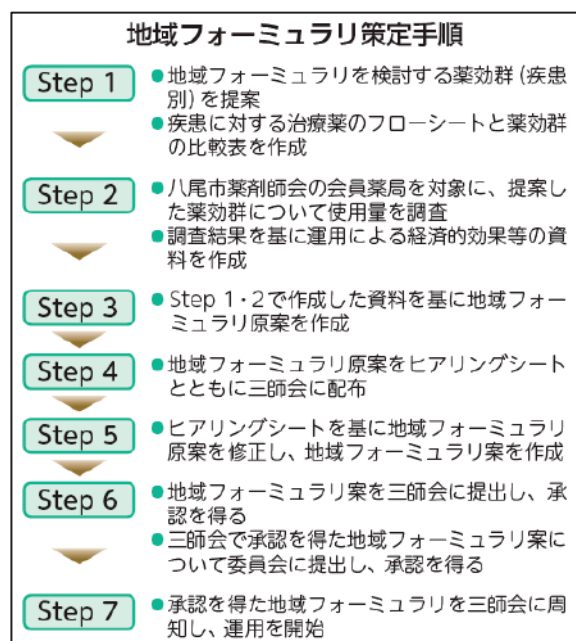 地域フォーミュラリ策定手順
Step 1
●地域フォーミュラリを検討する薬効群(疾患
別)を提案
●疾患に対する治療薬のフローシートと薬効群
の比較表を作成
Step 2
●八尾市薬剤師会の会員薬局を対象に、提案し
た薬効群について使用量を調査
●調査結果を基に運用による経済的効果等の資
料を作成
Step 3
●Step 1・2で作成した資料を基に地域フォー
ミュラリ原案を作成
Step 4
●地域フォーミュラリ原案をヒアリングシート
とともに三師会に配布
Step 5
●ヒアリングシートを基に地域フォーミュラリ
原案を修正し、地域フォーミュラリ案を作成
Step 6
●地域フォーミュラリ案を三師会に提出し、承
認を得る
●三師会で承認を得た地域フォーミュラリ案に
ついて委員会に提出し、承認を得る
Step 7
●承認を得た地域フォーミュラリを三師会に周
知し、運用を開始